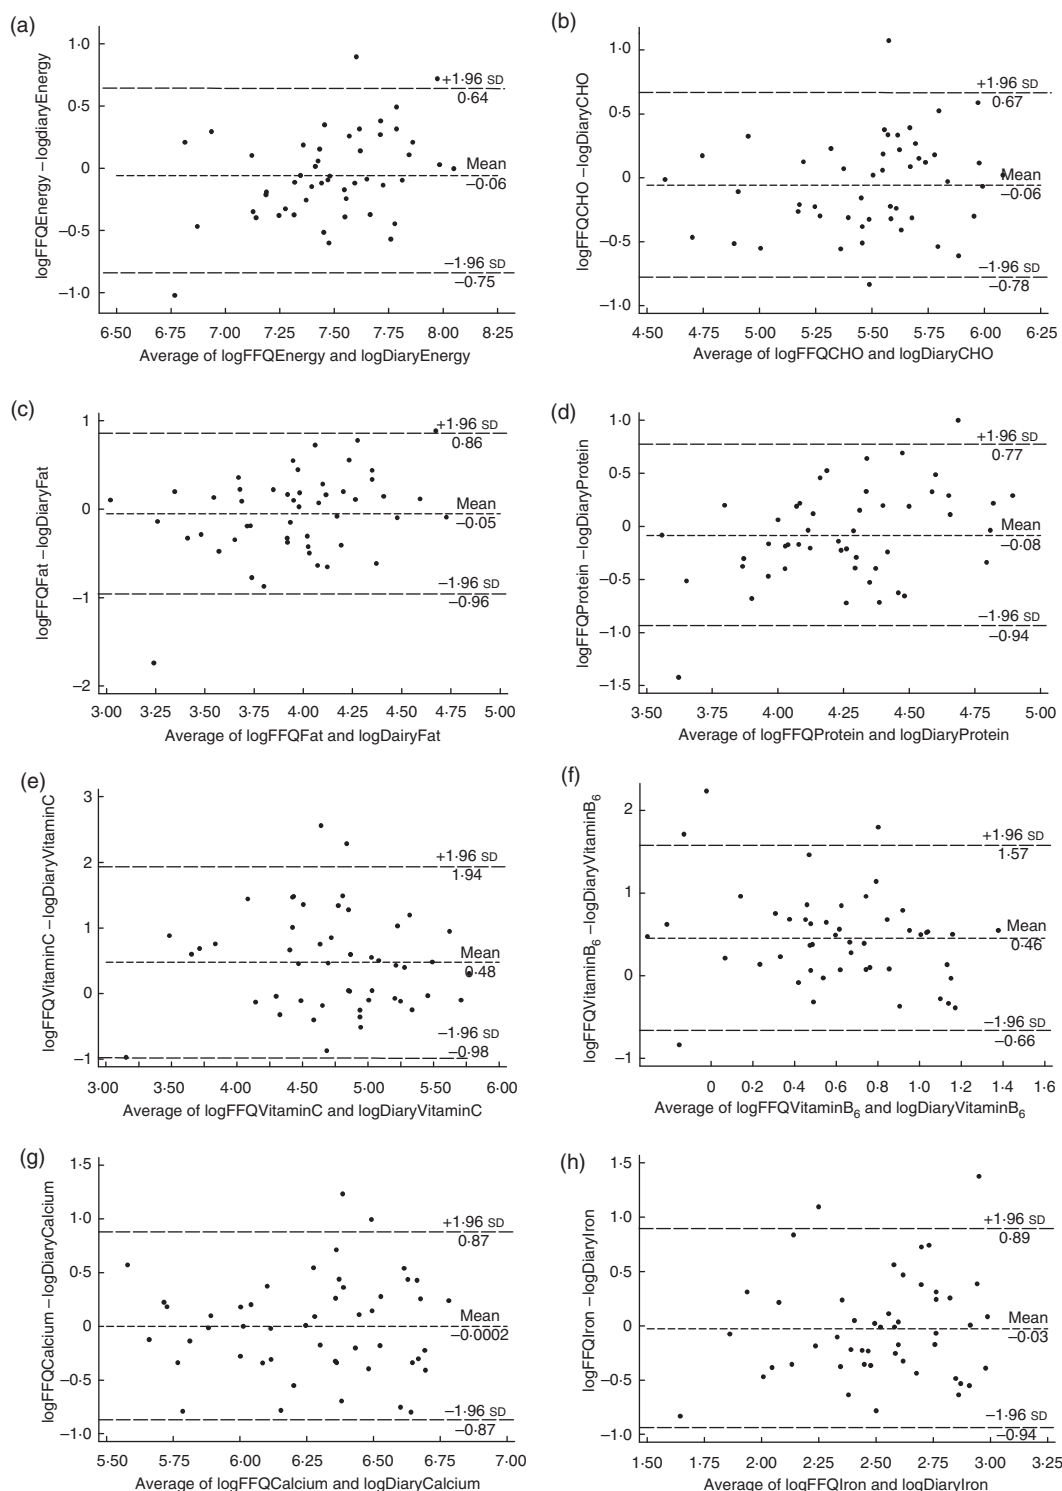 (a)
logFFQEnergy –logdiaryEnergy
1·0
0·5
0
–0·5
–1·0
+1·96 SD
0·64
Mean
–0·06
–1·96 SD
–0·75
6·50 6·75 7·00 7·25 7·50 7·75 8·00 8·25
Average of logFFQEnergy and logDiaryEnergy
(b)
logFFQCHO –logDiaryCHO
1·0
0·5
0
–0·5
–1·0
+1·96 SD
0·67
Mean
–0·06
–1·96 SD
–0·78
4·50 4·75 5·00 5·25 5·50 5·75 6·00 6·25
Average of logFFQCHO and logDiaryCHO
(c)
logFFQFat –logDiaryFat
1
0
–1
–2
+1·96 SD
0·86
Mean
–0·05
–1·96 SD
–0·96
3·00 3·25 3·50 3·75 4·00 4·25 4·50 4·75 5·00
Average of logFFQFat and logDairyFat
(d)
logFFQProtein –logDiaryProtein
1·0
0·5
0
–0·5
–1·0
–1·5
+1·96 SD
0·77
Mean
–0·08
–1·96 SD
–0·94
3·50 3·75 4·00 4·25 4·50 4·75 5·00
Average of logFFQProtein and logDiaryProtein
(e)
logFFQVitaminC –logDiaryVitaminC
3
2
1
0
–1
+1·96 SD
1·94
Mean
0·48
–1·96 SD
–0·98
3·00 3·50 4·00 4·50 5·00 5·50 6·00
Average of logFFQVitaminC and logDiaryVitaminC
(f)
logFFQVitaminB6 –logDiaryVitaminB6
2
1
0
–1
+1·96 SD
1·57
Mean
0·46
–1·96 SD
–0·66
0 0·2 0·4 0·6 0·8 1·0 1·2 1·4 1·6
Average of logFFQVitaminB6 and logDiaryVitaminB6
(g)
logFFQCalcium –logDiaryCalcium
1·5
1·0
0·5
0
–0·5
–1·0
+1·96 SD
0·87
Mean
–0·0002
–1·96 SD
–0·87
5·50 5·75 6·00 6·25 6·50 6·75 7·00
Average of logFFQCalcium and logDiaryCalcium
(h)
logFFQIron –logDiaryIron
1·5
1·0
0·5
0
–0·5
–1·0
+1·96 SD
0·89
Mean
–0·03
–1·96 SD
–0·94
1·50 1·75 2·00 2·25 2·50 2·75 3·00 3·25
Average of logFFQIron and logDiaryIron